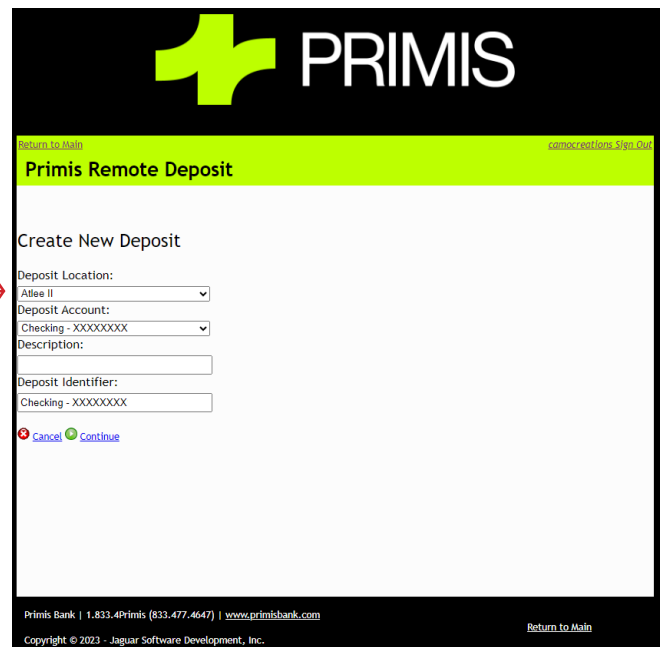 PRIMIS
Return to Main
camocreations Sign Out
Primis Remote Deposit
Create New Deposit
Deposit Location:
Atlee II
Deposit Account:
Checking - XXXXXXXX
Description:
Deposit Identifier:
Checking - XXXXXXXX
Cancel Continue
Primis Bank | 1.833.4Primis (833.477.4647) | www.primisbank.com
Return to Main
Copyright © 2023 - Jaguar Software Development, Inc.